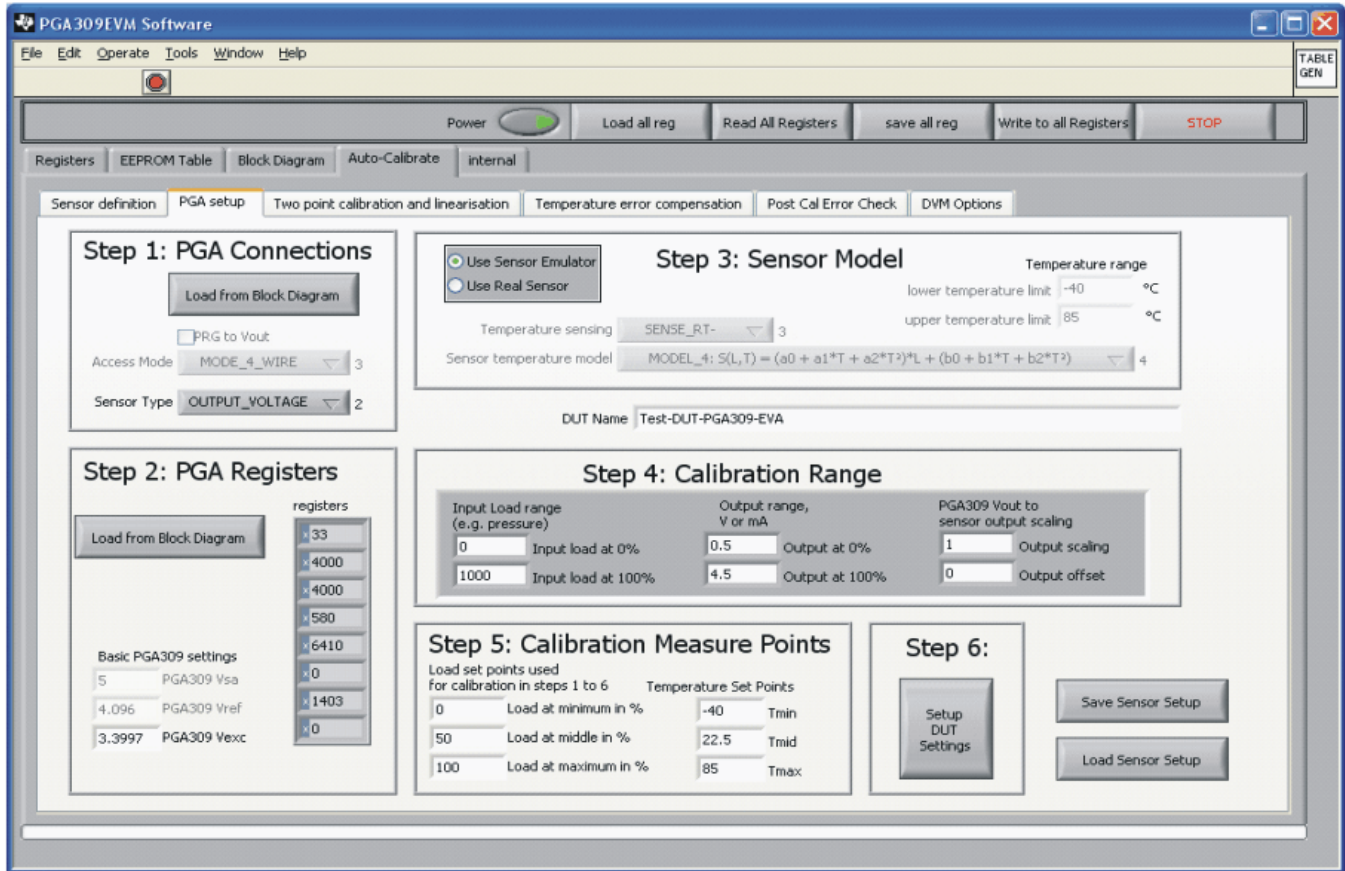 PGA309EVM Software
File Edit Operate Tools Window Help
TABLE
GEN
Power Load all reg Read All Registers save all reg Write to all Registers STOP
Registers EEPROM Table Block Diagram Auto-Calibrate internal
Sensor definition PGA setup Two point calibration and linearisation Temperature error compensation Post Cal Error Check DVM Options
Step 1: PGA Connections
Load from Block Diagram
PRG to Vout
Access Mode MODE_4_WIRE 3
Sensor Type OUTPUT_VOLTAGE 2
Step 2: PGA Registers
registers
Load from Block Diagram
x 33
x 4000
x 4000
x 580
x 6410
x 0
x 1403
x 0
Basic PGA309 settings
5 PGA309 Vsa
4.096 PGA309 Vref
3.3997 PGA309 Vexc
Use Sensor Emulator
Use Real Sensor
Step 3: Sensor Model
Temperature range
lower temperature limit -40 °C
upper temperature limit 85 °C
Temperature sensing SENSE_RT- 3
Sensor temperature model MODEL_4: S(L,T) = (a0 + a1*T + a2*T²)*L + (b0 + b1*T + b2*T²) 4
DUT Name Test-DUT-PGA309-EVA
Step 4: Calibration Range
Input Load range
(e.g. pressure)
0 Input load at 0%
1000 Input load at 100%
Output range,
V or mA
0.5 Output at 0%
4.5 Output at 100%
PGA309 Vout to
sensor output scaling
1 Output scaling
0 Output offset
Step 5: Calibration Measure Points
Load set points used
for calibration in steps 1 to 6
0 Load at minimum in %
50 Load at middle in %
100 Load at maximum in %
Temperature Set Points
-40 Tmin
22.5 Tmid
85 Tmax
Step 6:
Setup
DUT
Settings
Save Sensor Setup
Load Sensor Setup